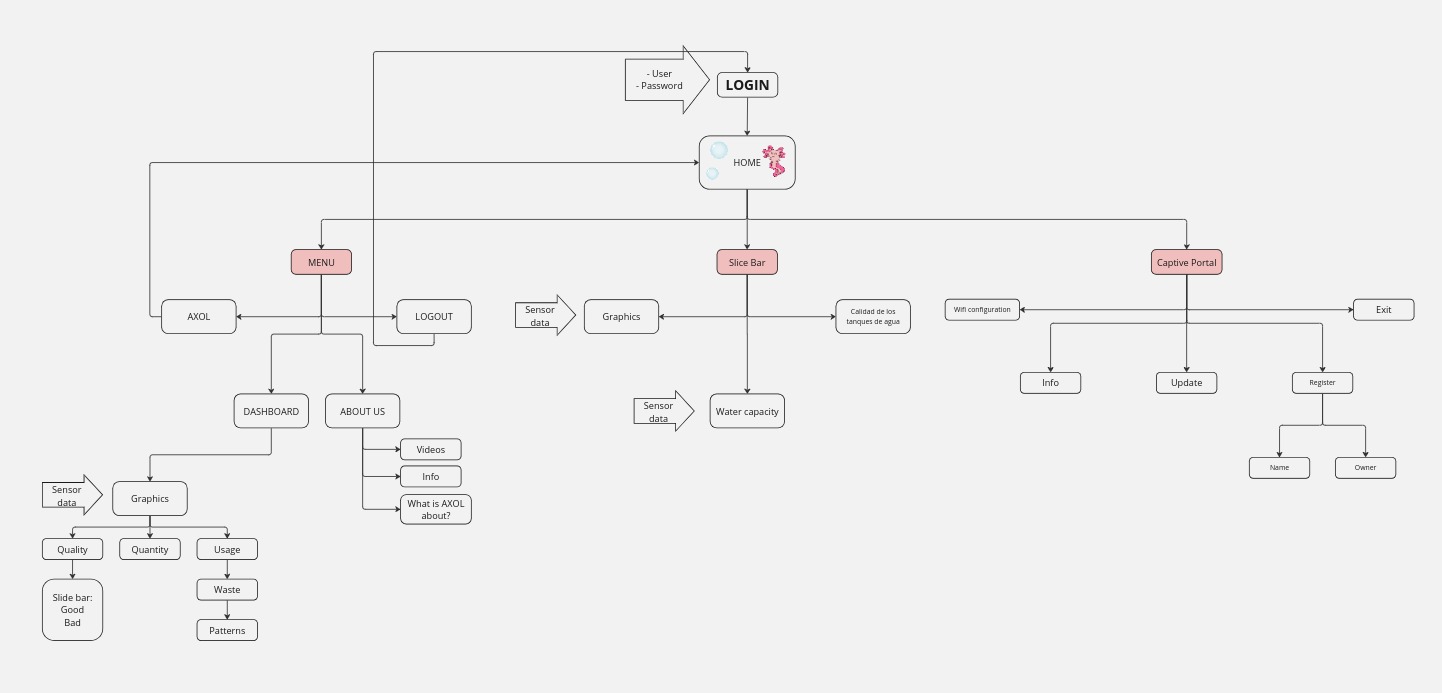 - User
- Password
LOGIN
HOME
MENU
Slice Bar
Captive Portal
AXOL
LOGOUT
Sensor
data
Graphics
Calidad de los
tanques de agua
Wifi configuration
Exit
Info
Update
Register
DASHBOARD
ABOUT US
Sensor
data
Water capacity
Videos
Info
What is AXOL
about?
Name
Owner
Sensor
data
Graphics
Quality
Quantity
Usage
Slide bar:
Good
Bad
Waste
Patterns